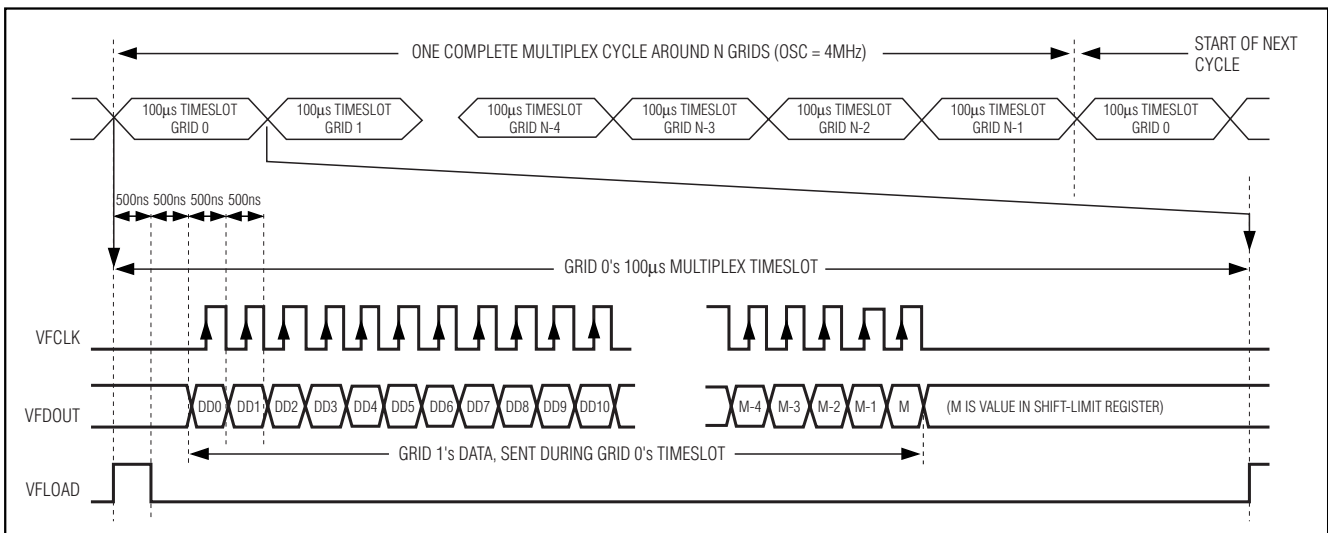 ONE COMPLETE MULTIPLEX CYCLE AROUND N GRIDS (OSC = 4MHz)
START OF NEXT
CYCLE
100μs TIMESLOT
GRID 0
100μs TIMESLOT
GRID 1
100μs TIMESLOT
GRID N-4
100μs TIMESLOT
GRID N-3
100μs TIMESLOT
GRID N-2
100μs TIMESLOT
GRID N-1
100μs TIMESLOT
GRID 0
500ns 500ns 500ns 500ns
GRID 0's 100μs MULTIPLEX TIMESLOT
VFCLK
VFDOUT
DD0 DD1 DD2 DD3 DD4 DD5 DD6 DD7 DD8 DD9 DD10
M-4 M-3 M-2 M-1 M
(M IS VALUE IN SHIFT-LIMIT REGISTER)
GRID 1's DATA, SENT DURING GRID 0's TIMESLOT
VFLOAD